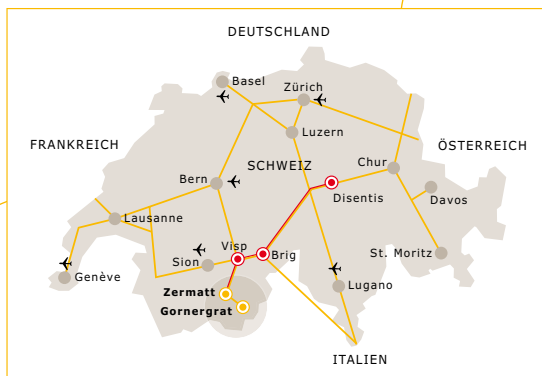 DEUTSCHLAND
Basel
Zürich
Luzern
FRANKREICH
ÖSTERREICH
SCHWEIZ
Chur
Bern
Disentis
Davos
Lausanne
Visp
Brig
St. Moritz
Sion
Genève
Lugano
Zermatt
Gornergrat
ITALIEN